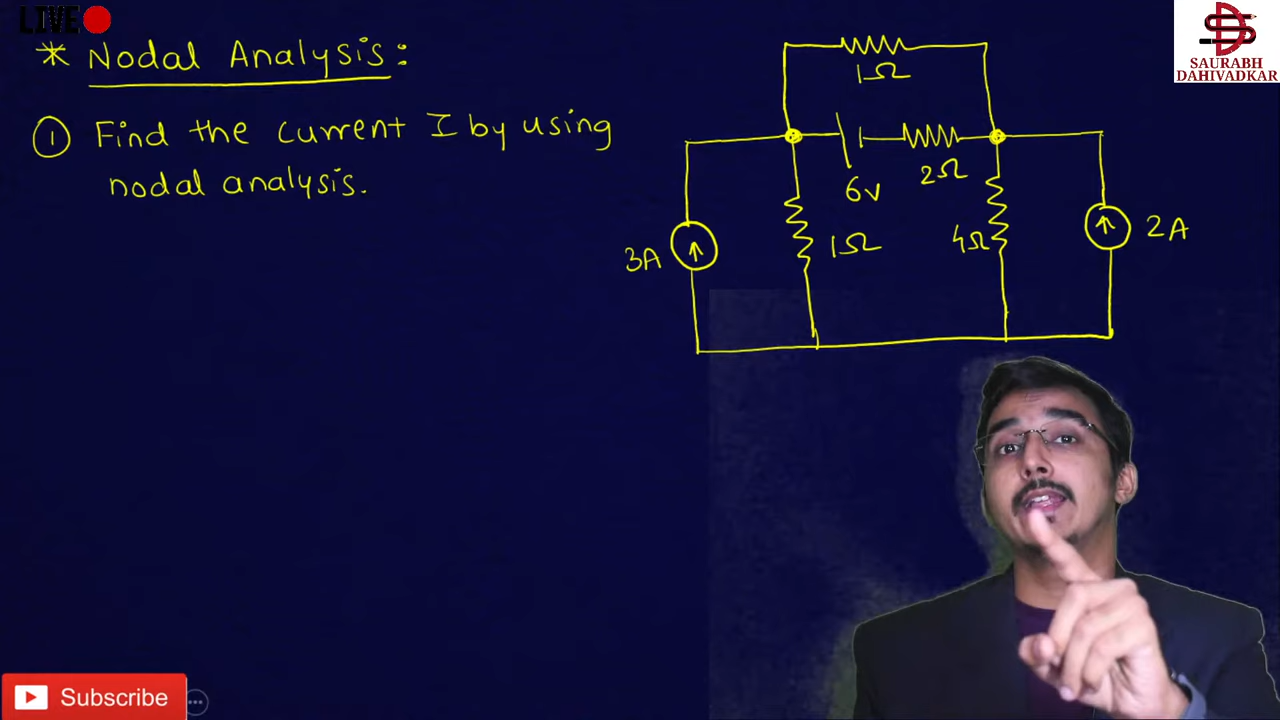 LIVE
* Nodal Analysis:
① Find the current I by using
nodal analysis.
1Ω
6V
2Ω
3A
1Ω
4Ω
2A
SAURABH
DAHIVADKAR
Subscribe